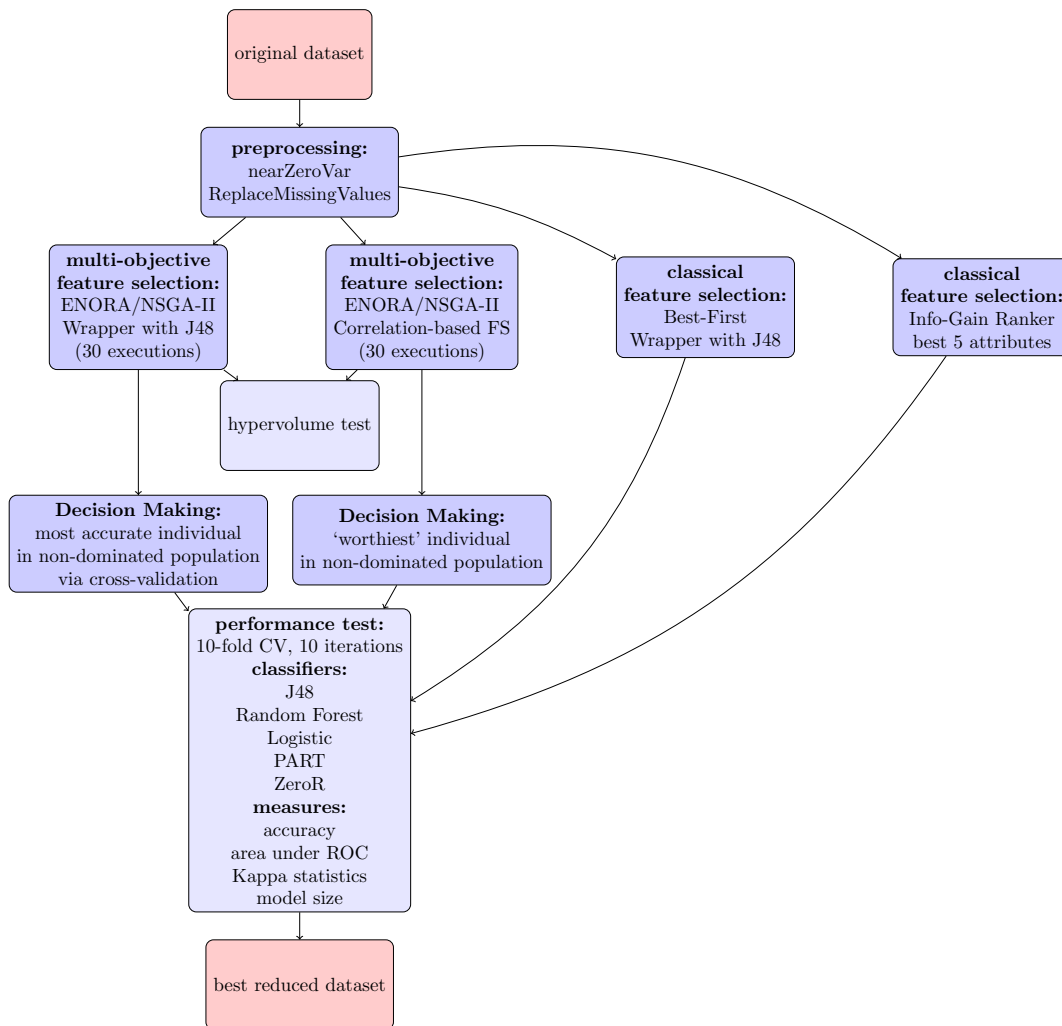 original dataset
preprocessing:
nearZeroVar
ReplaceMissingValues
multi-objective
feature selection:
ENORA/NSGA-II
Wrapper with J48
(30 executions)
multi-objective
feature selection:
ENORA/NSGA-II
Correlation-based FS
(30 executions)
classical
feature selection:
Best-First
Wrapper with J48
classical
feature selection:
Info-Gain Ranker
best 5 attributes
hypervolume test
Decision Making:
most accurate individual
in non-dominated population
via cross-validation
Decision Making:
‘worthiest’ individual
in non-dominated population
performance test:
10-fold CV, 10 iterations
classifiers:
J48
Random Forest
Logistic
PART
ZeroR
measures:
accuracy
area under ROC
Kappa statistics
model size
best reduced dataset